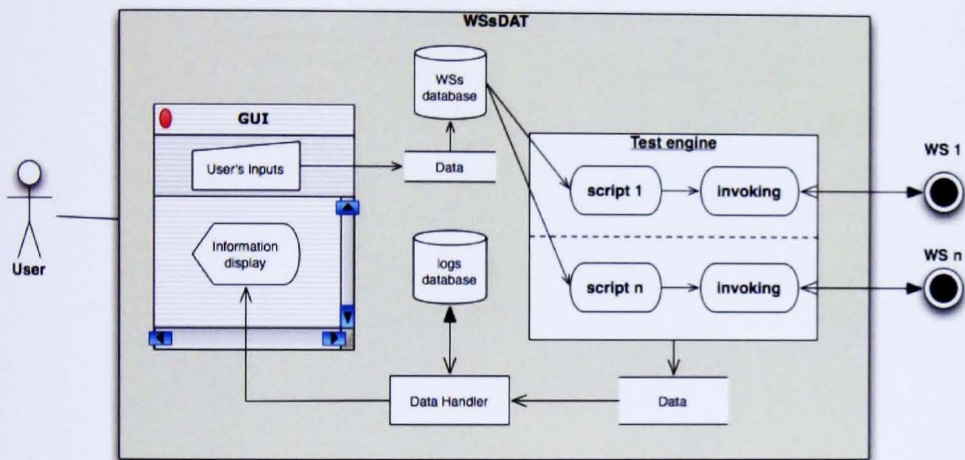 WSsDAT
WSs
database
GUI
User's Inputs
Data
Test engine
script 1
invoking
WS 1
User
Information
display
logs
database
script n
invoking
WS n
Data Handler
Data